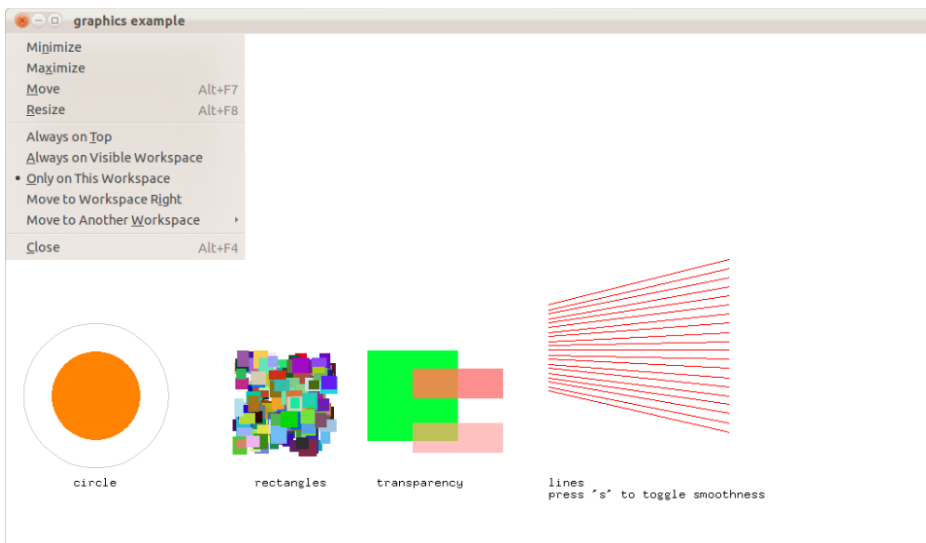 graphics example
Minimize
Maximize
Move Alt+F7
Resize Alt+F8
Always on Top
Always on Visible Workspace
Only on This Workspace
Move to Workspace Right
Move to Another Workspace
Close Alt+F4
circle
rectangles
transparency
lines
press "s" to toggle smoothness